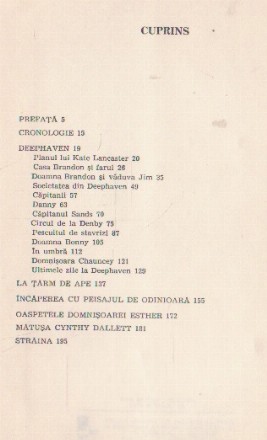 CUPRINS
PREFAȚĂ 5
CRONOLOGIE 15
DEEPHAVEN 19
Planul lui Kate Lancaster 20
Casa Brandon și farul 26
Doamna Brandon și văduva Jim 35
Societatea din Deephaven 49
Căpitanii 57
Danny 63
Căpitanul Sands 70
Circul de la Denby 75
Pescuitul de stavrizi 87
Doamna Bonny 103
În umbră 112
Domnișoara Chauncey 121
Ultimele zile la Deephaven 129
LA ȚĂRM DE APE 137
ÎNCĂPEREA CU PEISAJUL DE ODINIOARĂ 155
OASPETELE DOMNIȘOAREI ESTHER 172
MĂTUȘA CYNTHY DALLETT 181
STRĂINA 195